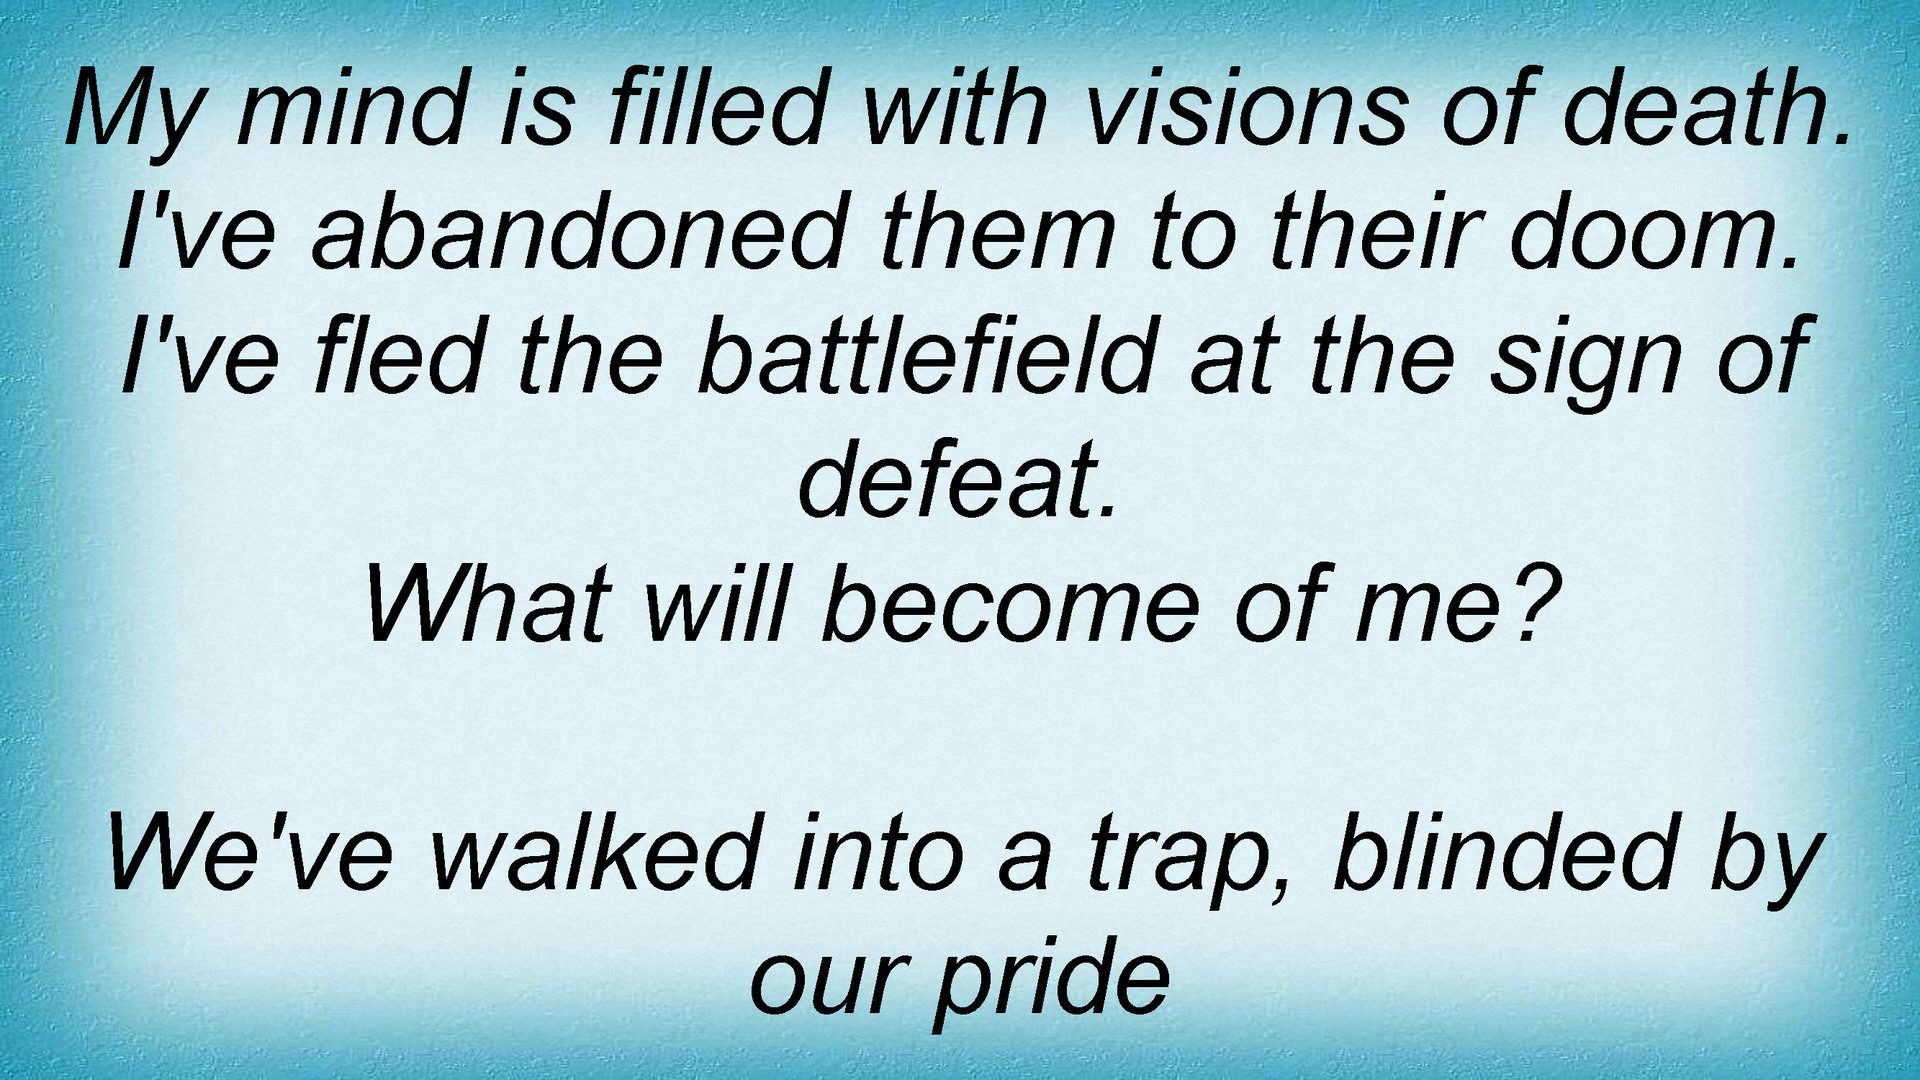 My mind is filled with visions of death.
I've abandoned them to their doom.
I've fled the battlefield at the sign of
defeat.
What will become of me?
We've walked into a trap, blinded by
our pride